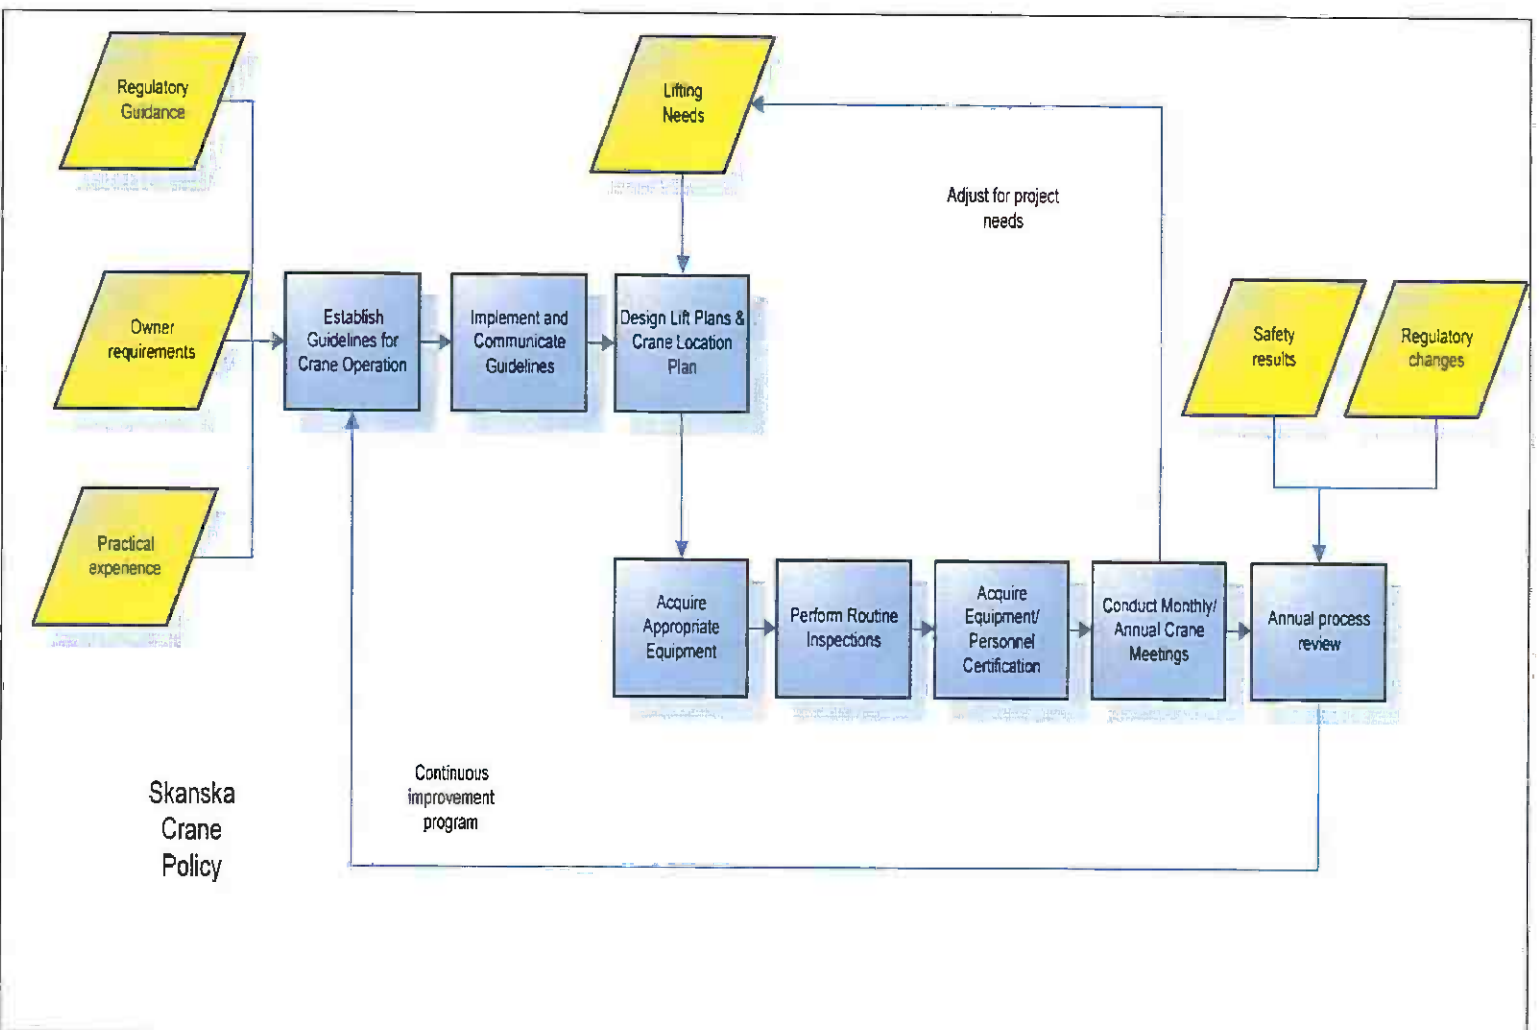 Regulatory
Guidance
Lifting
Needs
Adjust for project
needs
Owner
requirements
Establish
Guidelines for
Crane Operation
Implement and
Communicate
Guidelines
Design Lift Plans &
Crane Location
Plan
Safety
results
Regulatory
changes
Practical
experience
Acquire
Appropriate
Equipment
Perform Routine
Inspections
Acquire
Equipment/
Personnel
Certification
Conduct Monthly/
Annual Crane
Meetings
Annual process
review
Continuous
improvement
program
Skanska
Crane
Policy